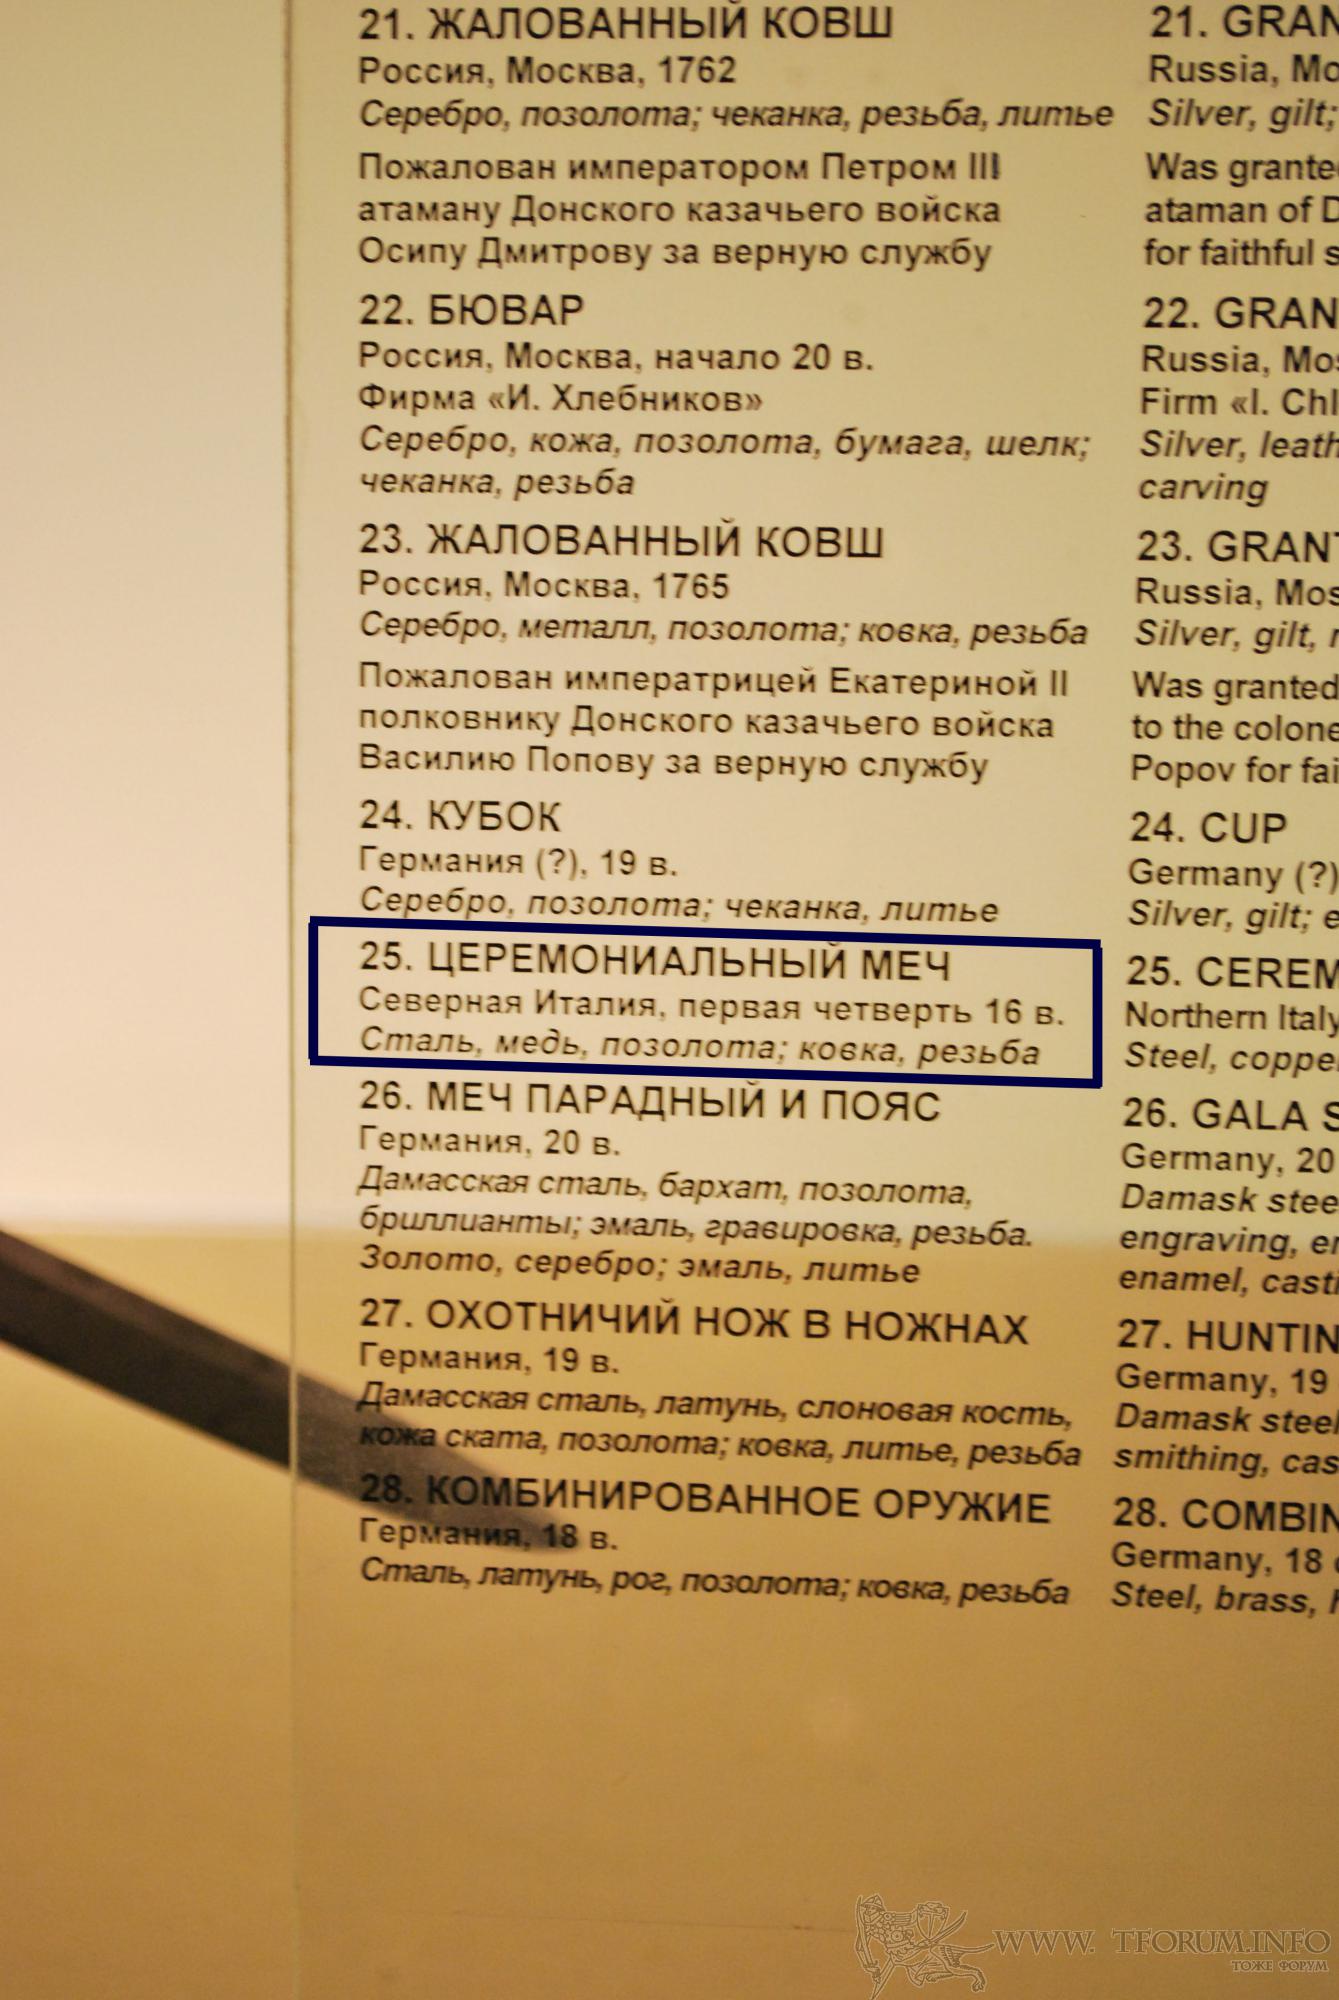 21. ЖАЛОВАННЫЙ КОВШ
Россия, Москва, 1762
Серебро, позолота; чеканка, резьба, литье
Пожалован императором Петром III
атаману Донского казачьего войска
Осипу Дмитрову за верную службу
22. БЮВАР
Россия, Москва, начало 20 в.
Фирма «И. Хлебников»
Серебро, кожа, позолота, бумага, шелк;
чеканка, резьба
23. ЖАЛОВАННЫЙ КОВШ
Россия, Москва, 1765
Серебро, металл, позолота; ковка, резьба
Пожалован императрицей Екатериной II
полковнику Донского казачьего войска
Василию Попову за верную службу
24. КУБОК
Германия (?), 19 в.
Серебро, позолота; чеканка, литье
25. ЦЕРЕМОНИАЛЬНЫЙ МЕЧ
Северная Италия, первая четверть 16 в.
Сталь, медь, позолота; ковка, резьба
26. МЕЧ ПАРАДНЫЙ И ПОЯС
Германия, 20 в.
Дамасская сталь, бархат, позолота,
бриллианты; эмаль, гравировка, резьба.
Золото, серебро; эмаль, литье
27. ОХОТНИЧИЙ НОЖ В НОЖНАХ
Германия, 19 в.
Дамасская сталь, латунь, слоновая кость,
кожа ската, позолота; ковка, литье, резьба
28. КОМБИНИРОВАННОЕ ОРУЖИЕ
Германия, 18 в.
Сталь, латунь, рог, позолота; ковка, резьба
21. GRAN
Russia, Mo
Silver, gilt;
Was grante
ataman of D
for faithful s
22. GRAN
Russia, Mos
Firm «I. Chl
Silver, leath
carving
23. GRANT
Russia, Mos
Silver, gilt,
Was granted
to the colone
Popov for fai
24. CUP
Germany (?)
Silver, gilt; e
25. CEREM
Northern Italy
Steel, copper
26. GALA S
Germany, 20
Damask stee
engraving, en
enamel, casti
27. HUNTIN
Germany, 19
Damask steel
smithing, cas
28. COMBIN
Germany, 18
Steel, brass, h
WWW. TFORUM.INFO
ТОЖЕ ФОРУМ